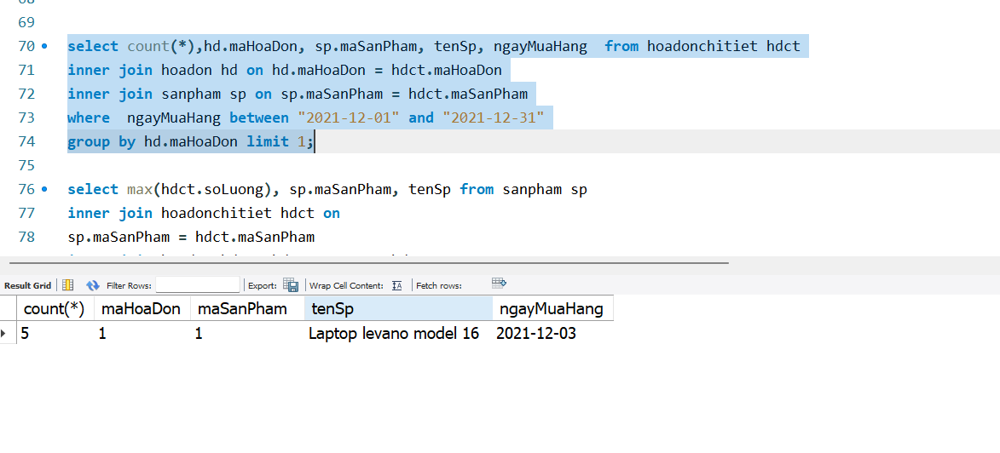 69
70 select count(*),hd.maHoaDon, sp.maSanPham, tenSp, ngayMuaHang  from hoadonchitiet hdct
71 inner join hoadon hd on hd.maHoaDon = hdct.maHoaDon
72 inner join sanpham sp on sp.maSanPham = hdct.maSanPham
73 where  ngayMuaHang between "2021-12-01" and "2021-12-31"
74 group by hd.maHoaDon limit 1;
75
76 select max(hdct.soLuong), sp.maSanPham, tenSp from sanpham sp
77 inner join hoadonchitiet hdct on
78 sp.maSanPham = hdct.maSanPham
Result Grid Filter Rows: Export: Wrap Cell Content: Fetch rows:
count(*) maHoaDon maSanPham tenSp ngayMuaHang
5 1 1 Laptop levano model 16 2021-12-03